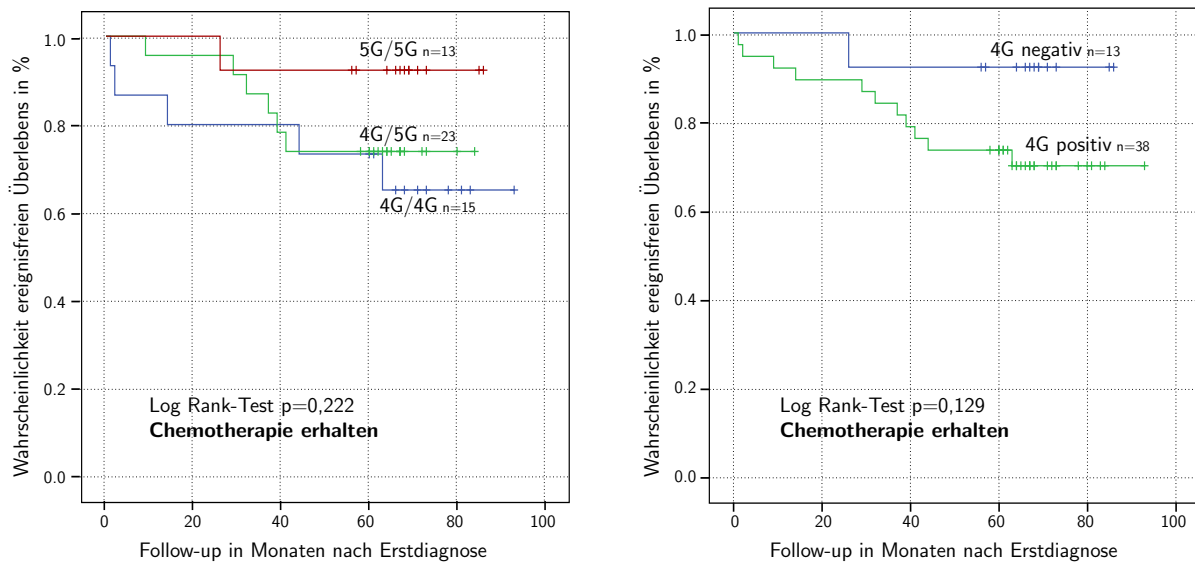 Wahrscheinlichkeit ereignisfreien Überlebens in %
1.0
0.8
0.6
0.4
0.2
0.0
5G/5G n=13
4G/5G n=23
4G/4G n=15
Log Rank-Test p=0,222
Chemotherapie erhalten
0 20 40 60 80 100
Follow-up in Monaten nach Erstdiagnose
Wahrscheinlichkeit ereignisfreien Überlebens in %
1.0
0.8
0.6
0.4
0.2
0.0
4G negativ n=13
4G positiv n=38
Log Rank-Test p=0,129
Chemotherapie erhalten
0 20 40 60 80 100
Follow-up in Monaten nach Erstdiagnose